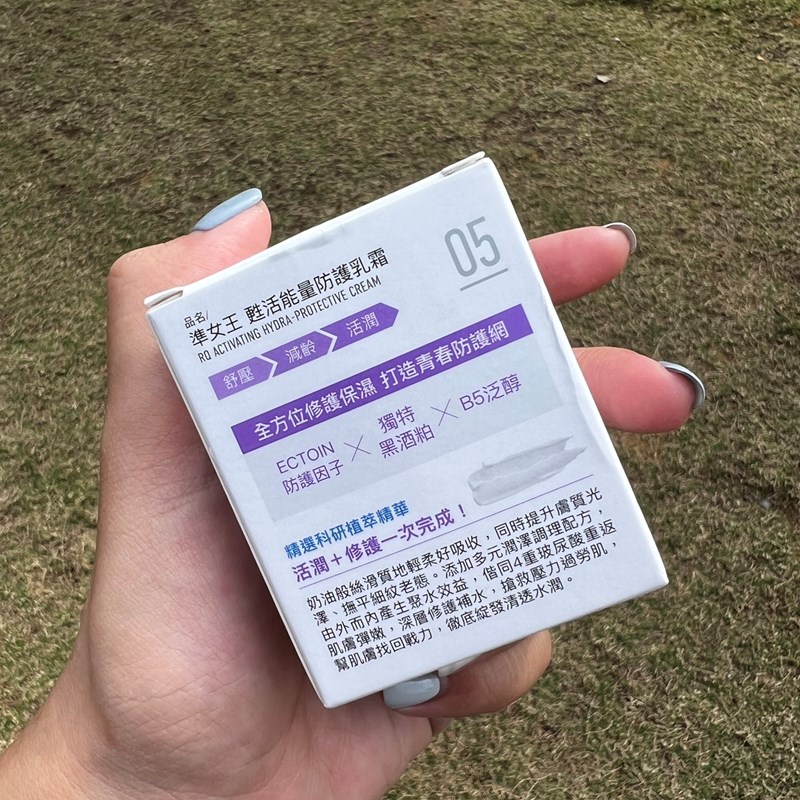 05
品名/
準女王 甦活能量防護乳霜
RQ ACTIVATING HYDRA-PROTECTIVE CREAM
舒壓 減齡 活潤
全方位修護保濕 打造青春防護網
ECTOIN 防護因子 × 獨特 黑酒粕 × B5泛醇
精選科研植萃精華
活潤+修護一次完成!
奶油般絲滑質地輕柔好吸收,同時提升膚質光
澤、撫平細紋老態。添加多元潤澤調理配方,
由外而內產生聚水效益,偕同4重玻尿酸重返
肌膚彈嫩,深層修護補水,搶救壓力過勞肌,
幫肌膚找回戰力,徹底綻發清透水潤。